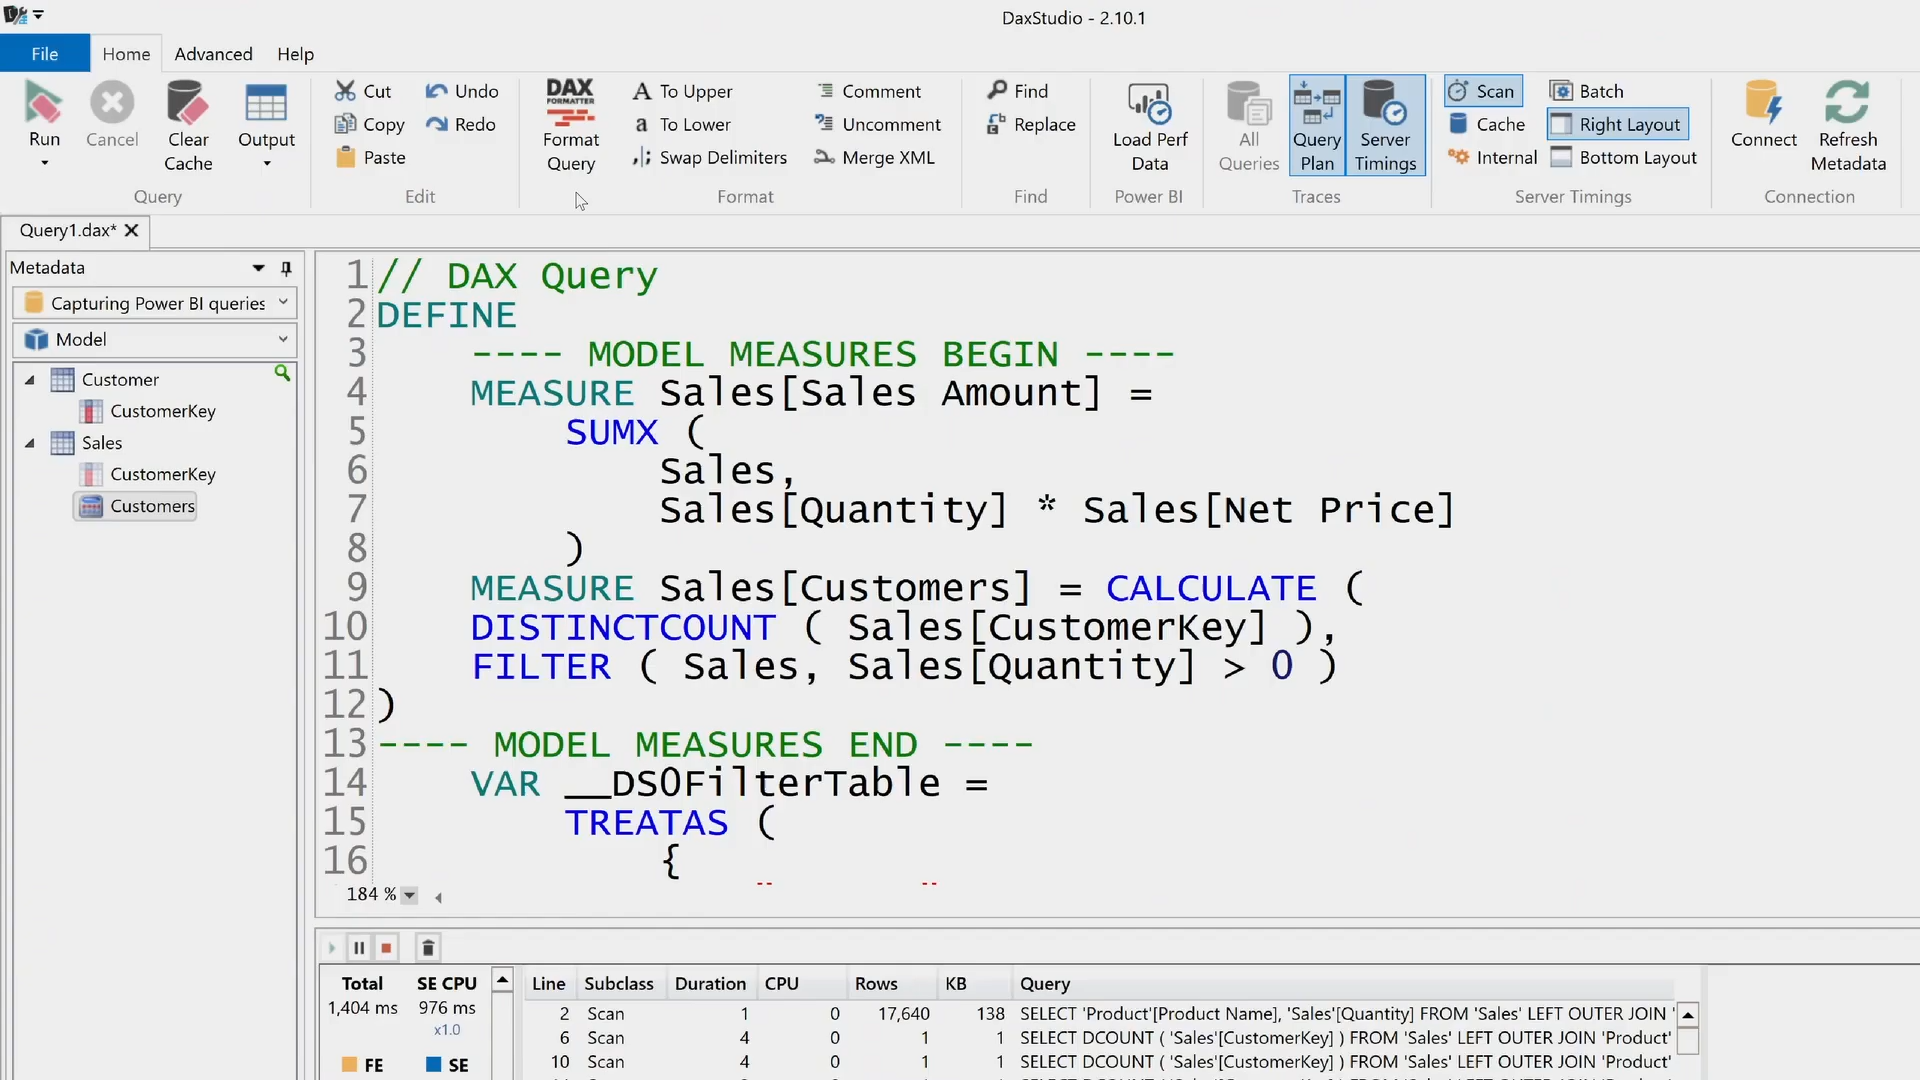 DaxStudio - 2.10.1
File Home Advanced Help
Run Cancel Clear Cache Output
Query
Cut Copy Paste Undo Redo
Edit
DAX FORMATTER Format Query
To Upper To Lower Swap Delimiters
Comment Uncomment Merge XML
Format
Find Replace
Find
Load Perf Data
Power BI
All Queries Query Plan Server Timings
Traces
Scan Cache Internal Batch Right Layout Bottom Layout
Server Timings
Connect Refresh Metadata
Connection
Query1.dax*
Metadata
Capturing Power BI queries
Model
Customer
CustomerKey
Sales
CustomerKey
Customers
1 // DAX Query
2 DEFINE
3 ---- MODEL MEASURES BEGIN ----
4 MEASURE Sales[Sales Amount] =
5 SUMX (
6 Sales,
7 Sales[Quantity] * Sales[Net Price]
8 )
9 MEASURE Sales[Customers] = CALCULATE (
10 DISTINCTCOUNT ( Sales[CustomerKey] ),
11 FILTER ( Sales, Sales[Quantity] > 0 )
12 )
13 ---- MODEL MEASURES END ----
14 VAR __DS0FilterTable =
15 TREATAS (
16 {
184 %
Total SE CPU
1,404 ms 976 ms
x1.0
FE SE
Line Subclass Duration CPU Rows KB Query
2 Scan 1 0 17,640 138 SELECT 'Product'[Product Name], 'Sales'[Quantity] FROM 'Sales' LEFT OUTER JOIN '
6 Scan 4 0 1 1 SELECT DCOUNT ( 'Sales'[CustomerKey] ) FROM 'Sales' LEFT OUTER JOIN 'Product'
10 Scan 4 0 1 1 SELECT DCOUNT ( 'Sales'[CustomerKey] ) FROM 'Sales' LEFT OUTER JOIN 'Product'